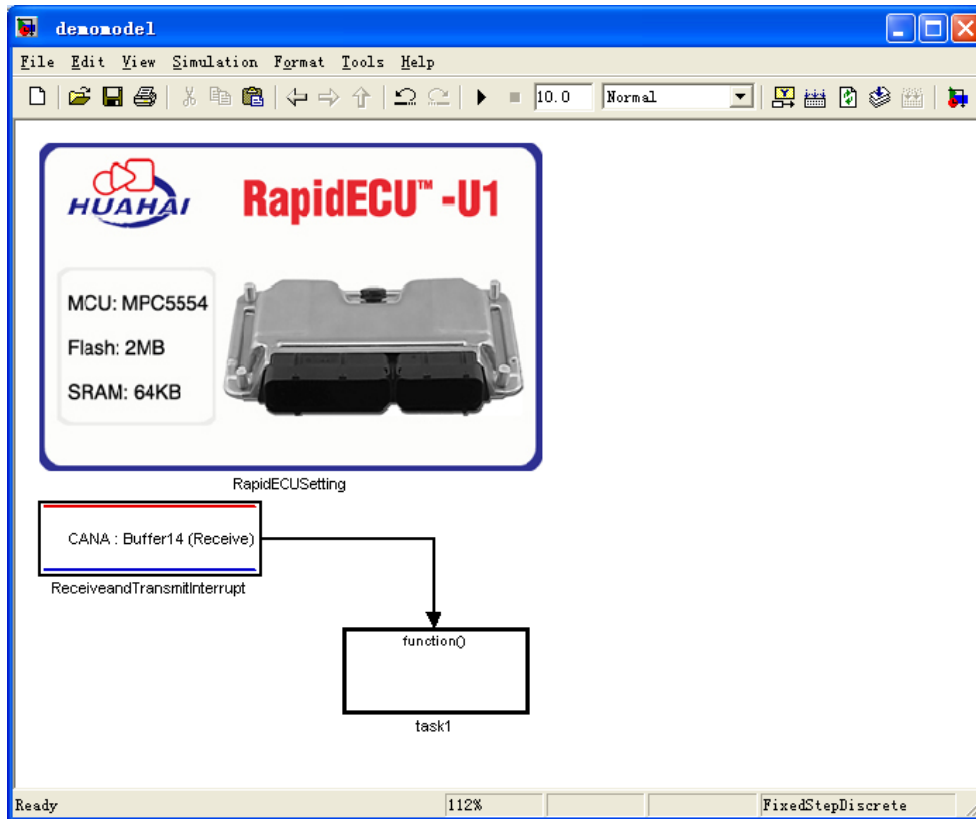 demomodel
File Edit View Simulation Format Tools Help
10.0 Normal
HUAHAI
RapidECU™ -U1
MCU: MPC5554
Flash: 2MB
SRAM: 64KB
RapidECUSetting
CANA : Buffer14 (Receive)
ReceiveandTransmitInterrupt
function()
task1
Ready 112% FixedStepDiscrete